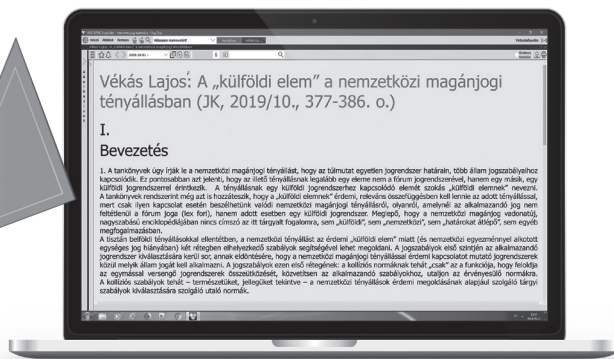 Vékás Lajos: A „külföldi elem” a nemzetközi magánjogi
tényállásban (JK, 2019/10., 377-386. o.)
I.
Bevezetés
1. A tankönyvek úgy írják le a nemzetközi magánjogi tényállást, hogy az túlmutat egyetlen jogrendszer határain, több állam jogszabályaihoz
kapcsolódik. Ez pontosabban azt jelenti, hogy az illető tényállásnak legalább egy eleme nem a fórum jogrendszerével, hanem egy másik, egy
külföldi jogrendszerrel érintkezik. A tényállásnak egy külföldi jogrendszerhez kapcsolódó elemét szokás „külföldi elemnek” nevezni.
A tankönyvek rendszerint még azt is hozzáteszik, hogy a „külföldi elemnek” érdemi, releváns összefüggésben kell lennie az adott tényállással,
mert csak ilyen kapcsolat esetén beszélhetünk valódi nemzetközi magánjogi tényállásról, olyanról, amelynél az alkalmazandó jog nem
feltétlenül a fórum joga (lex fori), hanem adott esetben egy külföldi jogrendszer. Meglepő, hogy a nemzetközi magánjog vadonatúj,
nagyszabású enciklopédiájában nincs címszó az itt tárgyalt fogalomra, sem „külföldi”, sem „nemzetközi”, sem „határokat átlépő”, sem egyéb
megfogalmazásban.
A tisztán belföldi tényállásokkal ellentétben, a nemzetközi tényállást az érdemi „külföldi elem” miatt (és nemzetközi egyezménnyel alkotott
egységes jog hiányában) két rétegben elhelyezkedő szabályok segítségével lehet megoldani. A jogszabályok első szintjén az alkalmazandó
jogrendszer kiválasztására kerül sor, annak eldöntésére, hogy a nemzetközi magánjogi tényállással érdemi kapcsolatot mutató jogrendszerek
közül melyik állam jogát kell alkalmazni. A jogszabályok ezen első rétegének: a kollíziós normáknak tehát „csak” az a funkciója, hogy feloldja
az egymással versengő jogrendszerek összeütközését, közvetítsen az alkalmazandó szabályokhoz, utaljon az érvényesülő normákra.
A kollíziós szabályok tehát – természetüket, jellegüket tekintve – a nemzetközi tényállások érdemi megoldásának alapjául szolgáló tárgyi
szabályok kiválasztására szolgáló utaló normák.